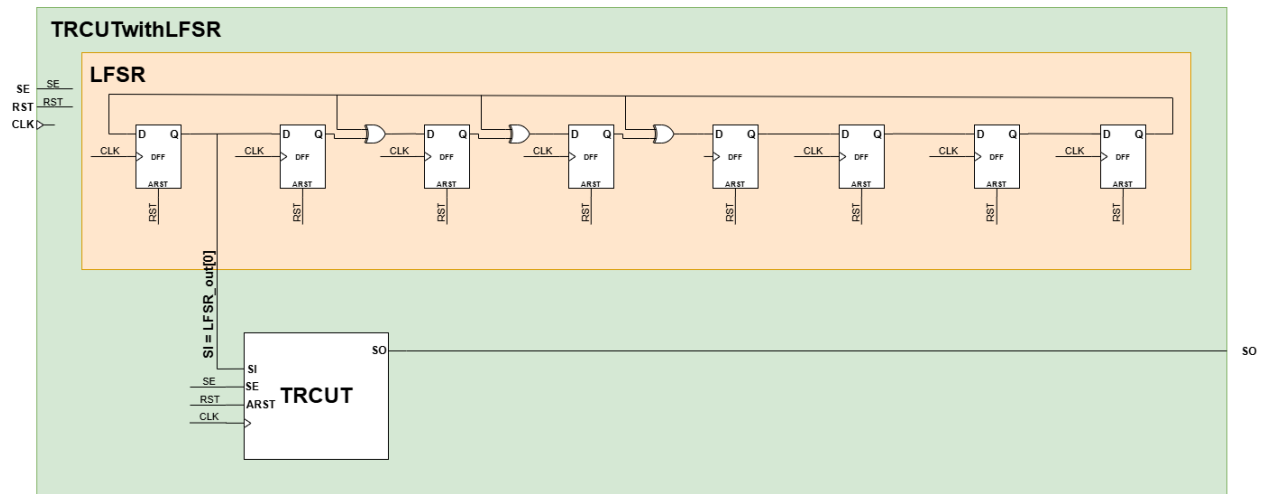 TRCUTwithLFSR
LFSR
SE SE
RST RST
CLK
D Q D Q D Q D Q D Q D Q D Q D Q
CLK CLK CLK CLK CLK CLK CLK
DFF DFF DFF DFF DFF DFF DFF DFF
ARST ARST ARST ARST ARST ARST ARST ARST
RST RST RST RST RST RST RST RST
SI = LFSR_out[0]
SO SO
SI
SE SE
TRCUT
RST ARST
CLK